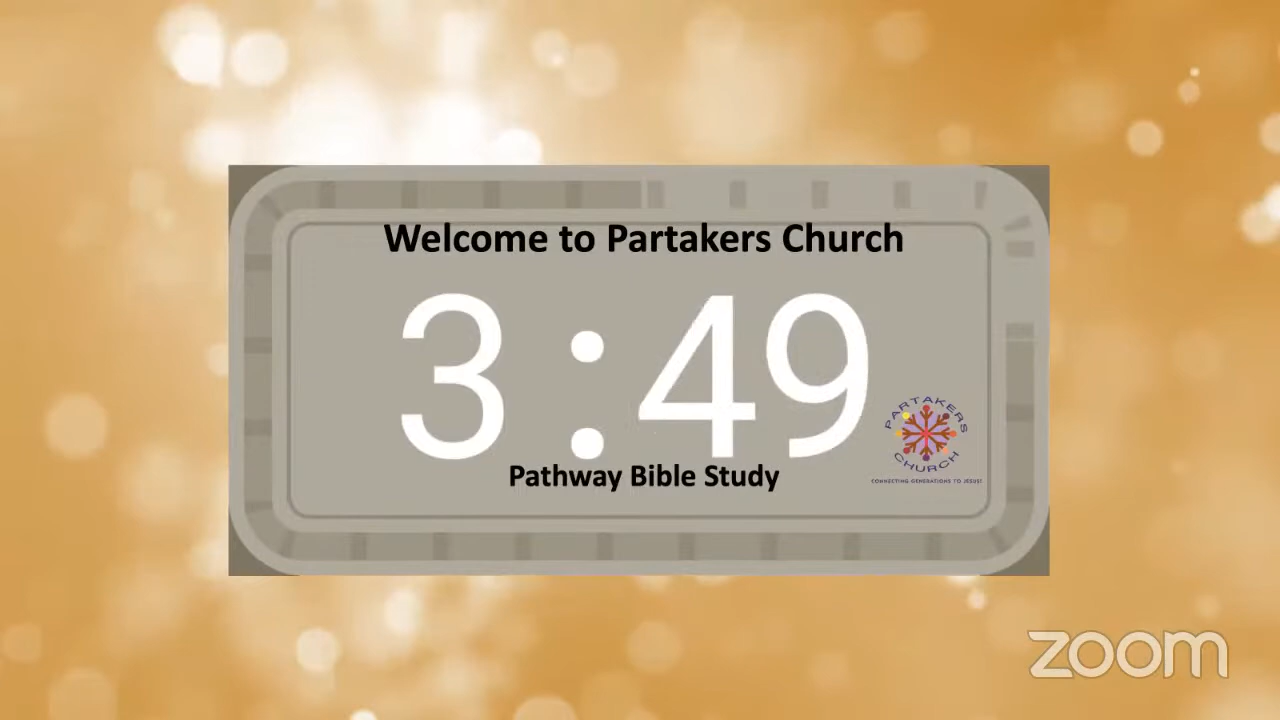 Welcome to Partakers Church
3:49
PARTAKERS
CHURCH
CONNECTING GENERATIONS TO JESUS!
Pathway Bible Study
zoom